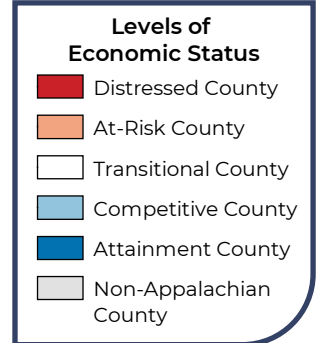 Levels of
Economic Status
Distressed County
At-Risk County
Transitional County
Competitive County
Attainment County
Non-Appalachian
County